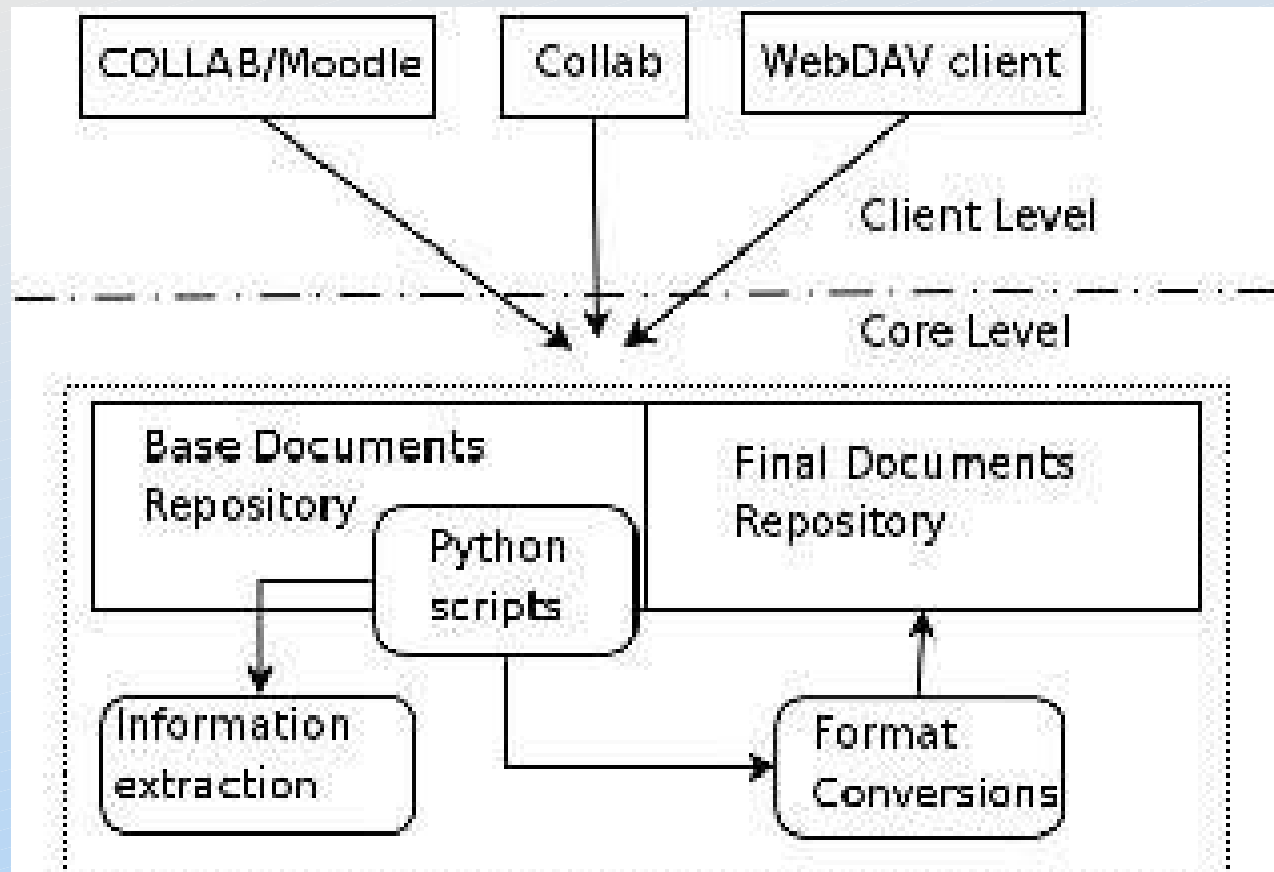 COLLAB/Moodle
Collab
WebDAV client
Client Level
Core Level
Base Documents
Repository
Final Documents
Repository
Python
scripts
Information
extraction
Format
Conversions